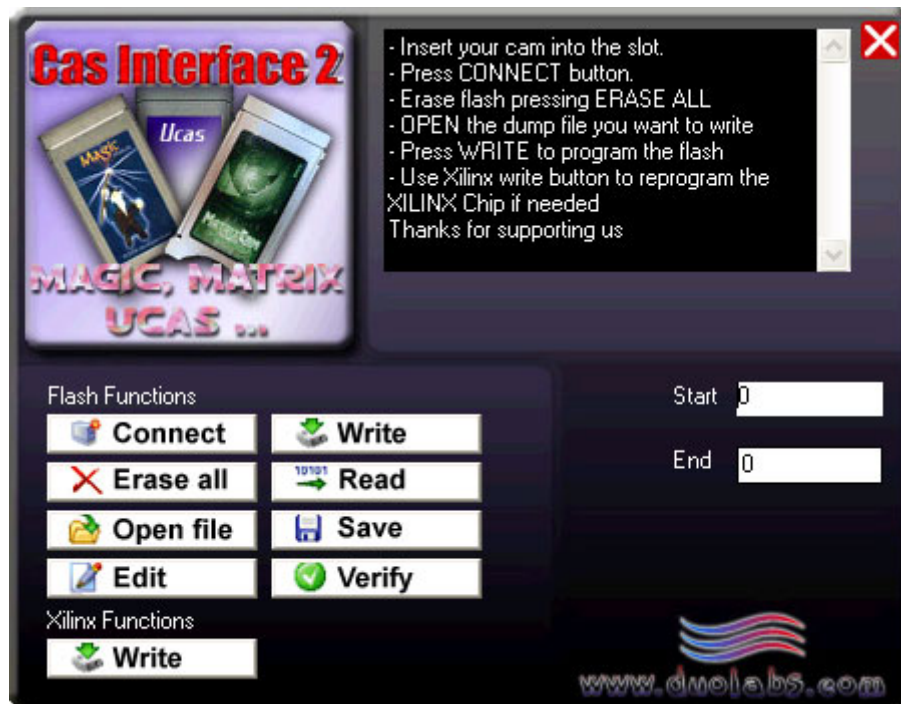 Cas Interface 2
Ucas
MAGIC
MATRIX
MAGIC, MATRIX
UCAS ...
- Insert your cam into the slot.
- Press CONNECT button.
- Erase flash pressing ERASE ALL
- OPEN the dump file you want to write
- Press WRITE to program the flash
- Use Xilinx write button to reprogram the
XILINX Chip if needed
Thanks for supporting us
Flash Functions
Connect
Write
Erase all
10101
Read
Open file
Save
Edit
Verify
Xilinx Functions
Write
Start 0
End 0
www.duolabs.com